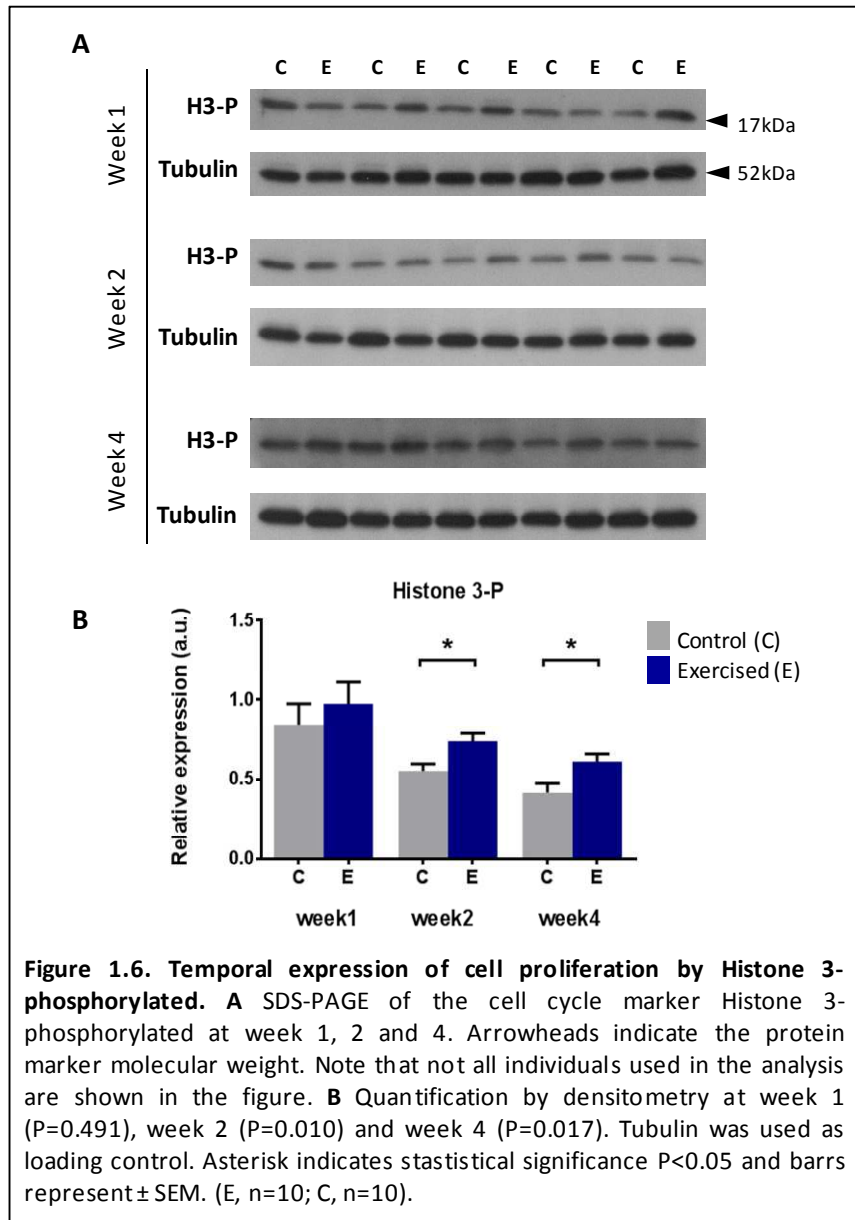 A
C E C E C E C E C E
Week 1
H3-P
17kDa
Tubulin
52kDa
Week 2
H3-P
Tubulin
Week 4
H3-P
Tubulin
B
Histone 3-P
Relative expression (a.u.)
1.5
1.0
0.5
0.0
* *
C E C E C E
week1 week2 week4
Control (C)
Exercised (E)
Figure 1.6. Temporal expression of cell proliferation by Histone 3-
phosphorylated. A SDS-PAGE of the cell cycle marker Histone 3-
phosphorylated at week 1, 2 and 4. Arrowheads indicate the protein
marker molecular weight. Note that not all individuals used in the analysis
are shown in the figure. B Quantification by densitometry at week 1
(P=0.491), week 2 (P=0.010) and week 4 (P=0.017). Tubulin was used as
loading control. Asterisk indicates stastistical significance P<0.05 and barrs
represent ± SEM. (E, n=10; C, n=10).